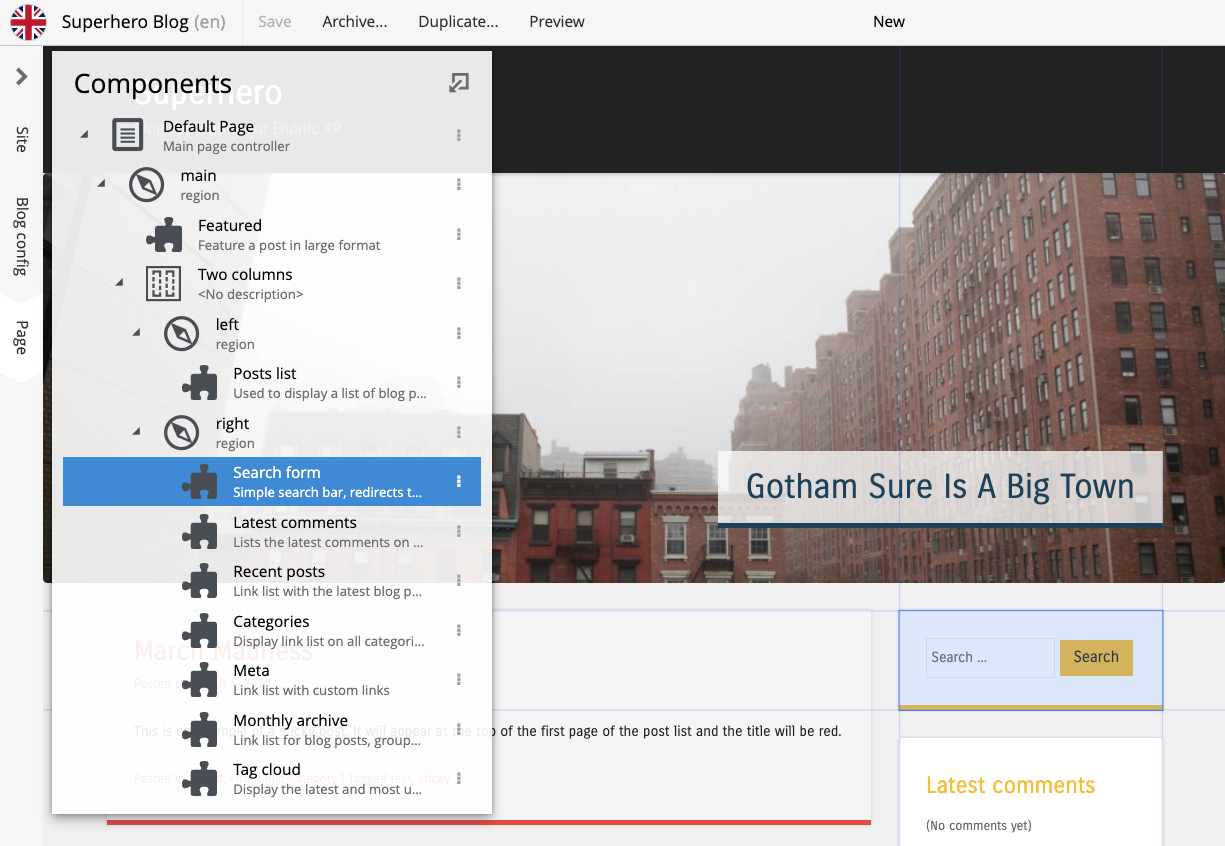 Superhero Blog (en)
Save
Archive...
Duplicate...
Preview
New
Site
Blog config
Page
Components
Superhero
or Enonic XP
Default Page
Main page controller
main
region
Featured
Feature a post in large format
Two columns
<No description>
left
region
Posts list
Used to display a list of blog p...
right
region
Search form
Simple search bar, redirects t...
Latest comments
Lists the latest comments on ...
Recent posts
Link list with the latest blog p...
Categories
Display link list on all categori...
Meta
Link list with custom links
Monthly archive
Link list for blog posts, group...
Tag cloud
Display the latest and most u...
Gotham Sure Is A Big Town
March Madness
Posted
This is a sticky post. It will appear at the top of the first page of the post list and the title will be red.
Posted in category | Tagged test, sticky
Search ...
Search
Latest comments
(No comments yet)